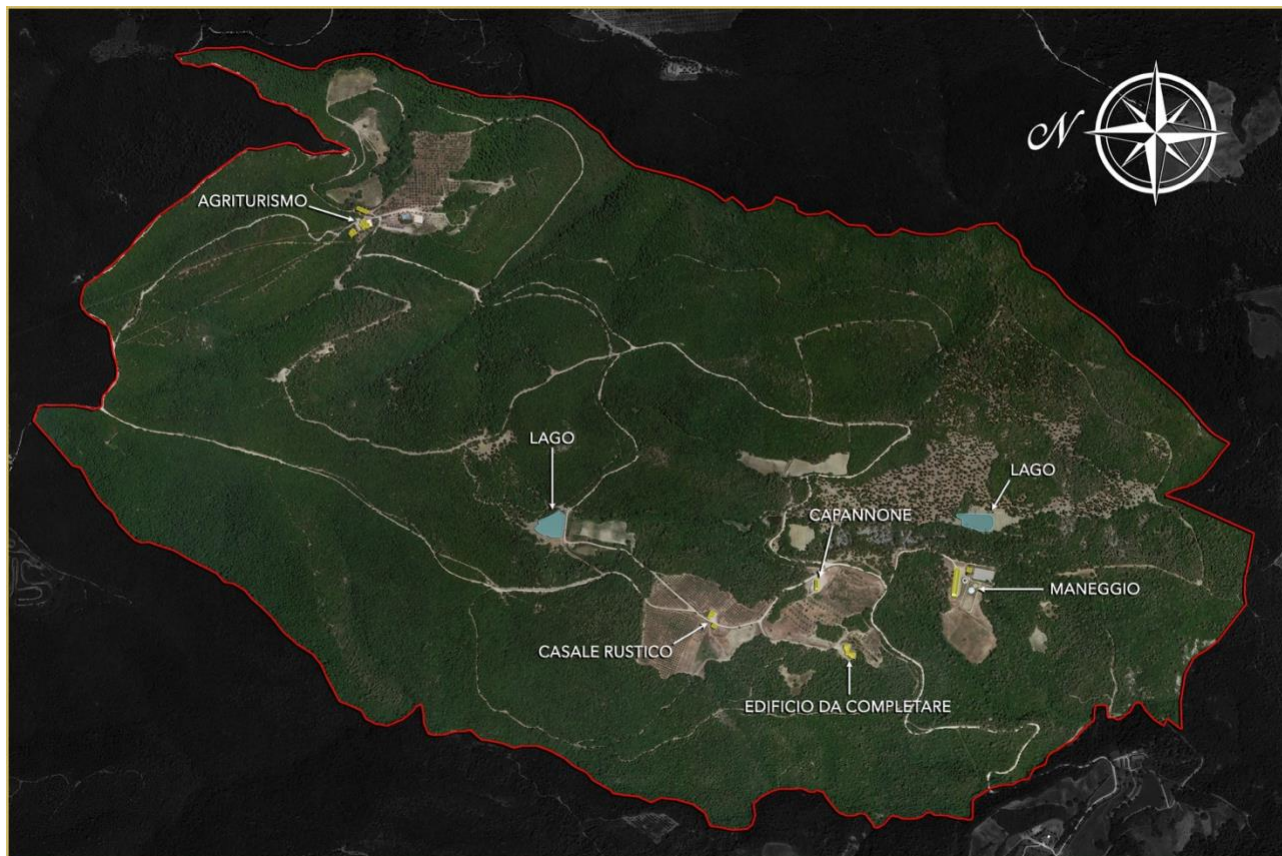 N
AGRITURISMO
LAGO
LAGO
CAPANNONE
MANEGGIO
CASALE RUSTICO
EDIFICIO DA COMPLETARE